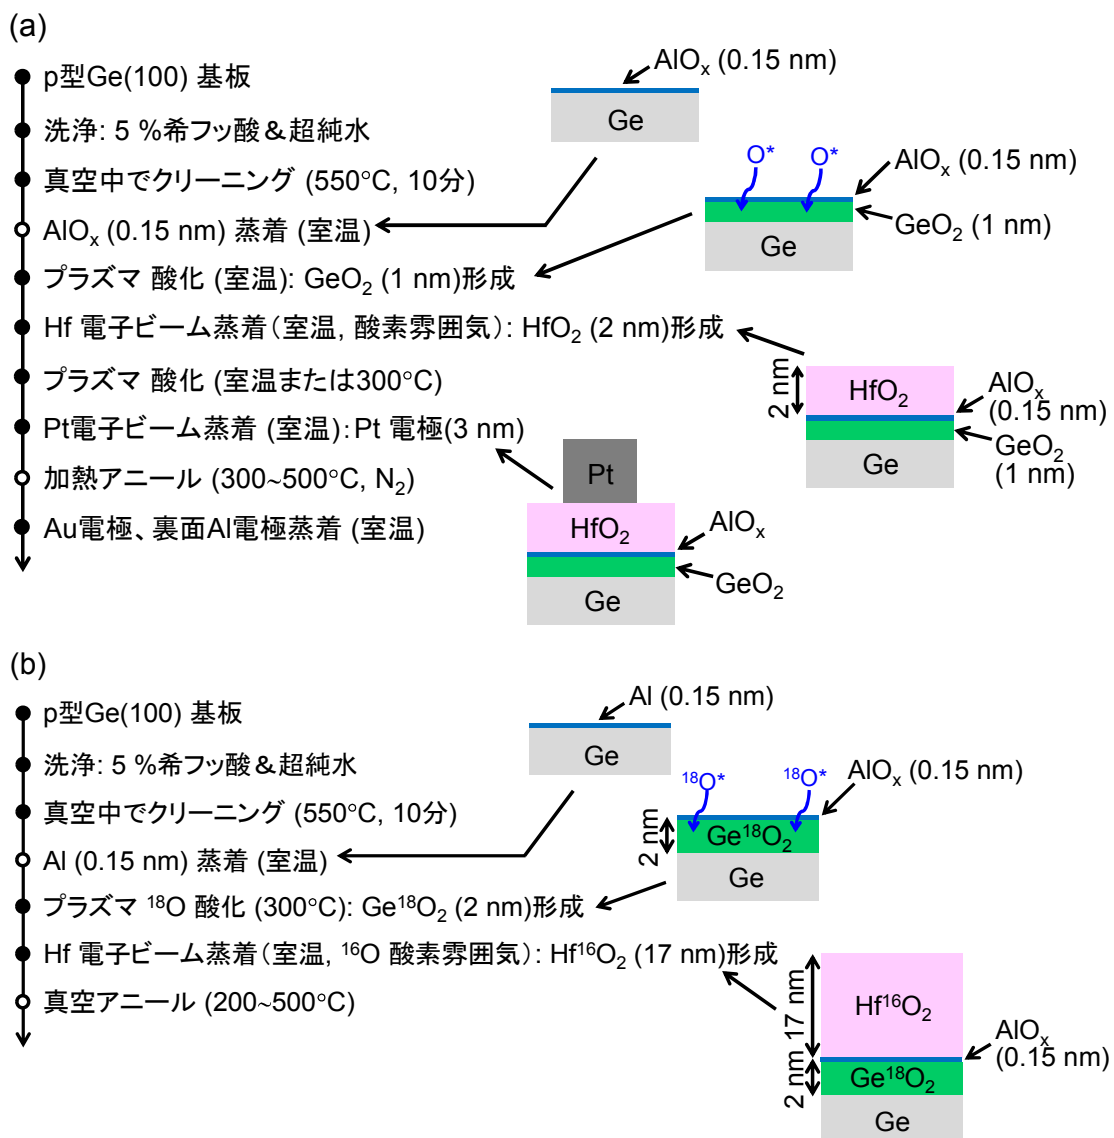 (a)
p型Ge(100) 基板
洗浄: 5 %希フッ酸＆超純水
真空中でクリーニング (550°C, 10分)
AlOx (0.15 nm) 蒸着 (室温)
プラズマ 酸化 (室温): GeO2 (1 nm)形成
Hf 電子ビーム蒸着（室温, 酸素雰囲気）: HfO2 (2 nm)形成
プラズマ 酸化 (室温または300°C)
Pt電子ビーム蒸着 (室温)：Pt 電極(3 nm)
加熱アニール (300~500°C, N2)
Au電極、裏面Al電極蒸着 (室温)
AlOx (0.15 nm)
Ge
O*
O*
AlOx (0.15 nm)
GeO2 (1 nm)
Ge
2 nm
HfO2
AlOx
(0.15 nm)
GeO2
(1 nm)
Ge
Pt
HfO2
AlOx
GeO2
Ge
(b)
p型Ge(100) 基板
洗浄: 5 %希フッ酸＆超純水
真空中でクリーニング (550°C, 10分)
Al (0.15 nm) 蒸着 (室温)
プラズマ 18O 酸化 (300°C): Ge18O2 (2 nm)形成
Hf 電子ビーム蒸着（室温, 16O 酸素雰囲気）: Hf16O2 (17 nm)形成
真空アニール (200~500°C)
Al (0.15 nm)
Ge
18O*
18O*
AlOx (0.15 nm)
2 nm
Ge18O2
Ge
17 nm
Hf16O2
AlOx
(0.15 nm)
2 nm
Ge18O2
Ge